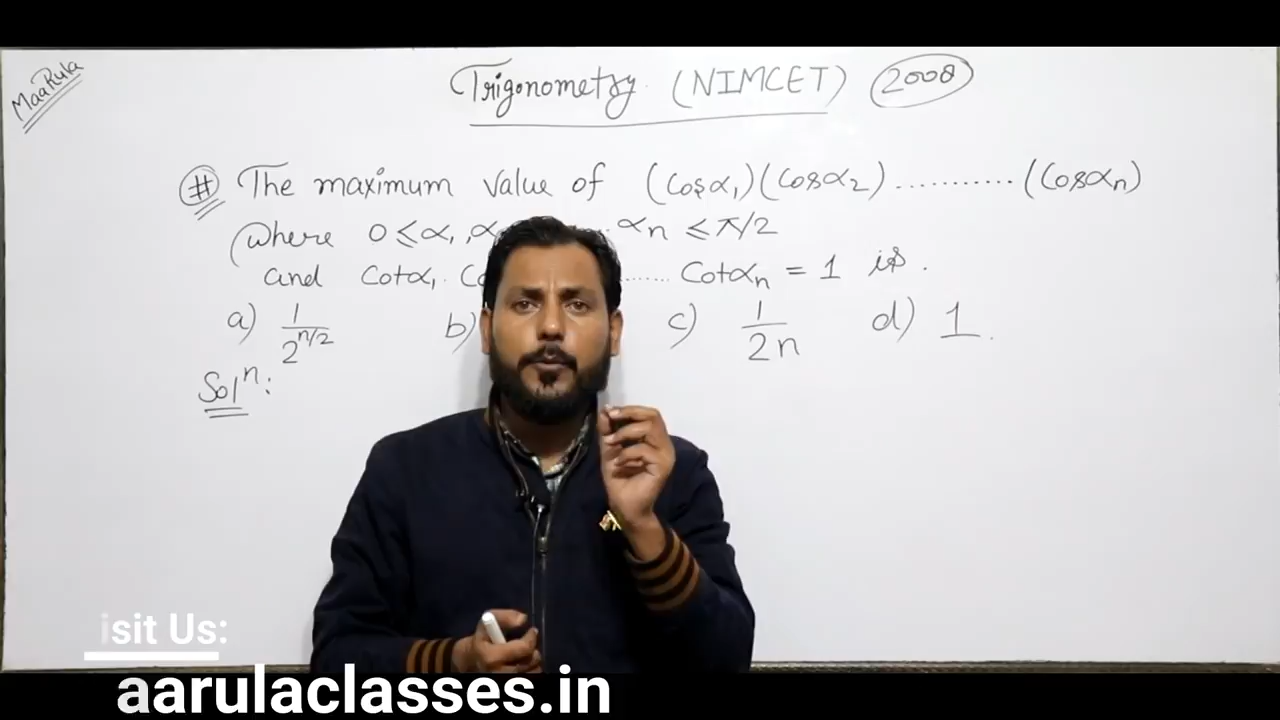 MaaRula
Trigonometry (NIMCET) 2008
# The maximum value of (Cosα₁)(Cosα₂)...........(Cosαn)
where 0≤α₁, α ... αn ≤π/2
and Cotα₁. C ........ Cotαn = 1 is.
a) 1/2^(n/2) b) c) 1/2n d) 1.
Solⁿ:
isit Us:
aarulaclasses.in